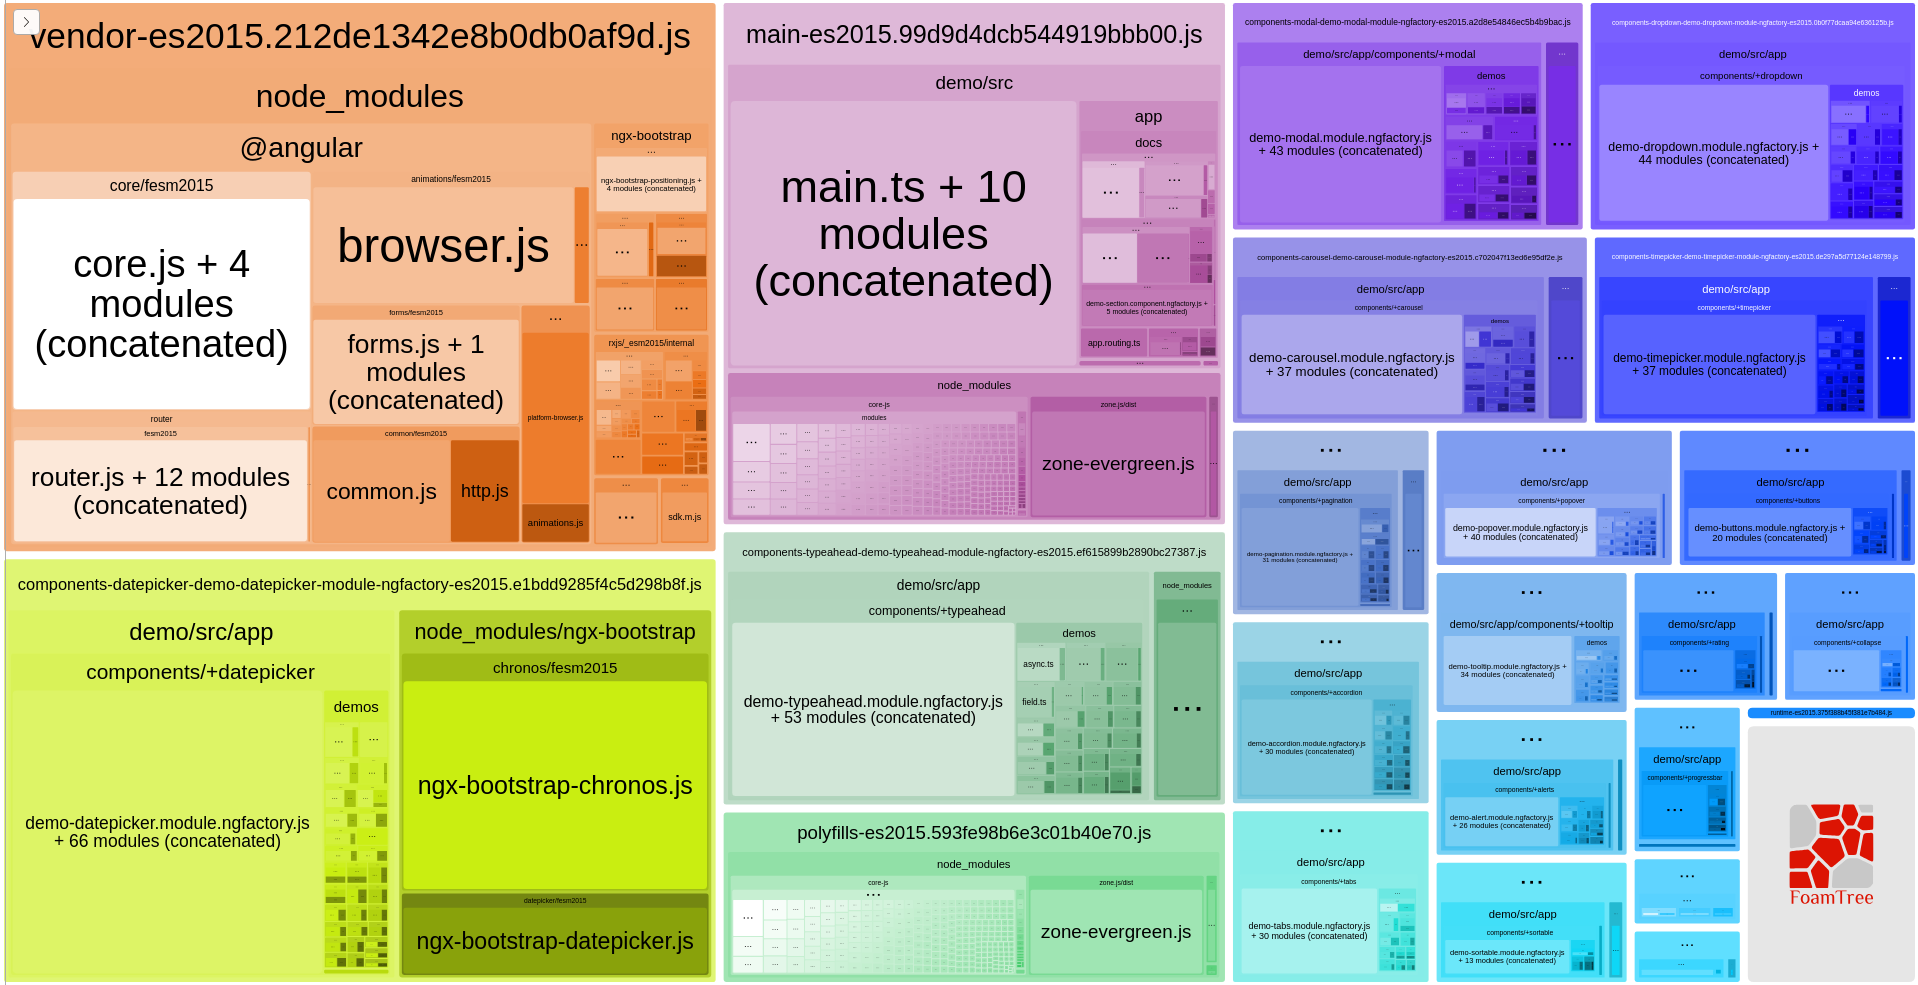 vendor-es2015.212de1342e8b0db0af9d.js
node_modules
@angular
core/fesm2015
core.js + 4
modules
(concatenated)
router
fesm2015
router.js + 12 modules
(concatenated)
animations/fesm2015
browser.js
forms/fesm2015
forms.js + 1
modules
(concatenated)
common/fesm2015
common.js
http.js
platform-browser.js
animations.js
ngx-bootstrap
ngx-bootstrap-positioning.js +
4 modules (concatenated)
rxjs/_esm2015/internal
sdk.m.js
components-datepicker-demo-datepicker-module-ngfactory-es2015.e1bdd9285f4c5d298b8f.js
demo/src/app
components/+datepicker
demos
demo-datepicker.module.ngfactory.js
+ 66 modules (concatenated)
node_modules/ngx-bootstrap
chronos/fesm2015
ngx-bootstrap-chronos.js
datepicker/fesm2015
ngx-bootstrap-datepicker.js
main-es2015.99d9d4dcb544919bbb00.js
demo/src
main.ts + 10
modules
(concatenated)
app
docs
demo-section.component.ngfactory.js +
5 modules (concatenated)
app.routing.ts
node_modules
core-js
modules
zone.js/dist
zone-evergreen.js
components-typeahead-demo-typeahead-module-ngfactory-es2015.ef615899b2890bc27387.js
demo/src/app
components/+typeahead
demo-typeahead.module.ngfactory.js
+ 53 modules (concatenated)
demos
async.ts
field.ts
node_modules
polyfills-es2015.593fe98b6e3c01b40e70.js
node_modules
core-js
zone.js/dist
zone-evergreen.js
components-modal-demo-modal-module-ngfactory-es2015.a2d8e54846ec5b4b9bac.js
demo/src/app/components/+modal
demos
demo-modal.module.ngfactory.js
+ 43 modules (concatenated)
demo/src/app
components/+dropdown
demos
demo-dropdown.module.ngfactory.js +
44 modules (concatenated)
components-carousel-demo-carousel-module-ngfactory-es2015.c702047f13ed6e95df2e.js
demo/src/app
components/+carousel
demos
demo-carousel.module.ngfactory.js
+ 37 modules (concatenated)
components-timepicker-demo-timepicker-module-ngfactory-es2015.de297a5d77124e148799.js
demo/src/app
components/+timepicker
demo-timepicker.module.ngfactory.js
+ 37 modules (concatenated)
demo/src/app
components/+pagination
demo-pagination.module.ngfactory.js +
31 modules (concatenated)
demo/src/app
components/+popover
demo-popover.module.ngfactory.js
+ 40 modules (concatenated)
demo/src/app
components/+buttons
demo-buttons.module.ngfactory.js +
20 modules (concatenated)
demo/src/app/components/+tooltip
demos
demo-tooltip.module.ngfactory.js +
34 modules (concatenated)
demo/src/app
components/+rating
demo/src/app
components/+collapse
demo/src/app
components/+accordion
demo-accordion.module.ngfactory.js
+ 30 modules (concatenated)
demo/src/app
components/+alerts
demo-alert.module.ngfactory.js
+ 26 modules (concatenated)
demo/src/app
components/+progressbar
demo/src/app
components/+tabs
demo-tabs.module.ngfactory.js
+ 30 modules (concatenated)
demo/src/app
components/+sortable
demo-sortable.module.ngfactory.js
+ 13 modules (concatenated)
FoamTree